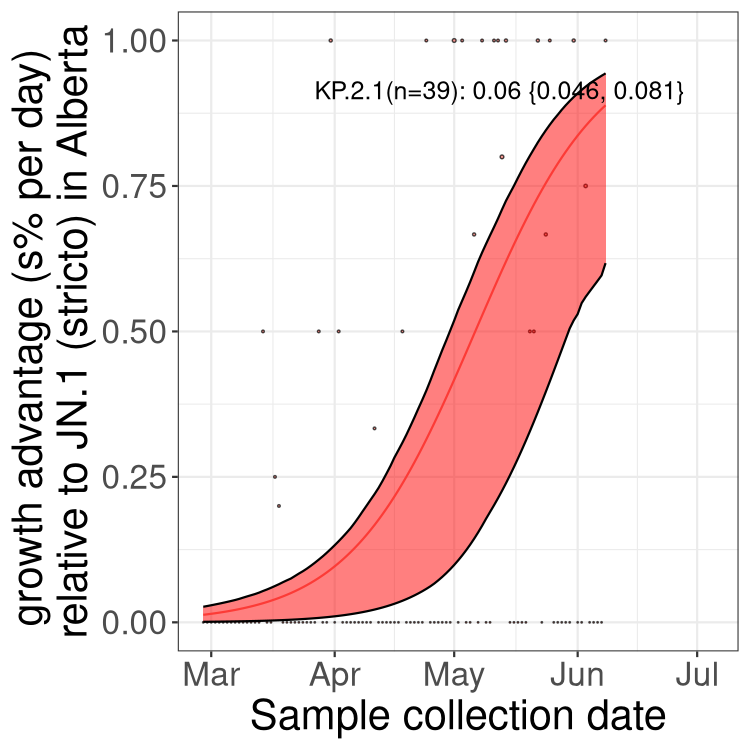 growth advantage (s% per day)
relative to JN.1 (stricto) in Alberta
1.00
0.75
0.50
0.25
0.00
KP.2.1(n=39): 0.06 {0.046, 0.081}
Mar Apr May Jun Jul
Sample collection date